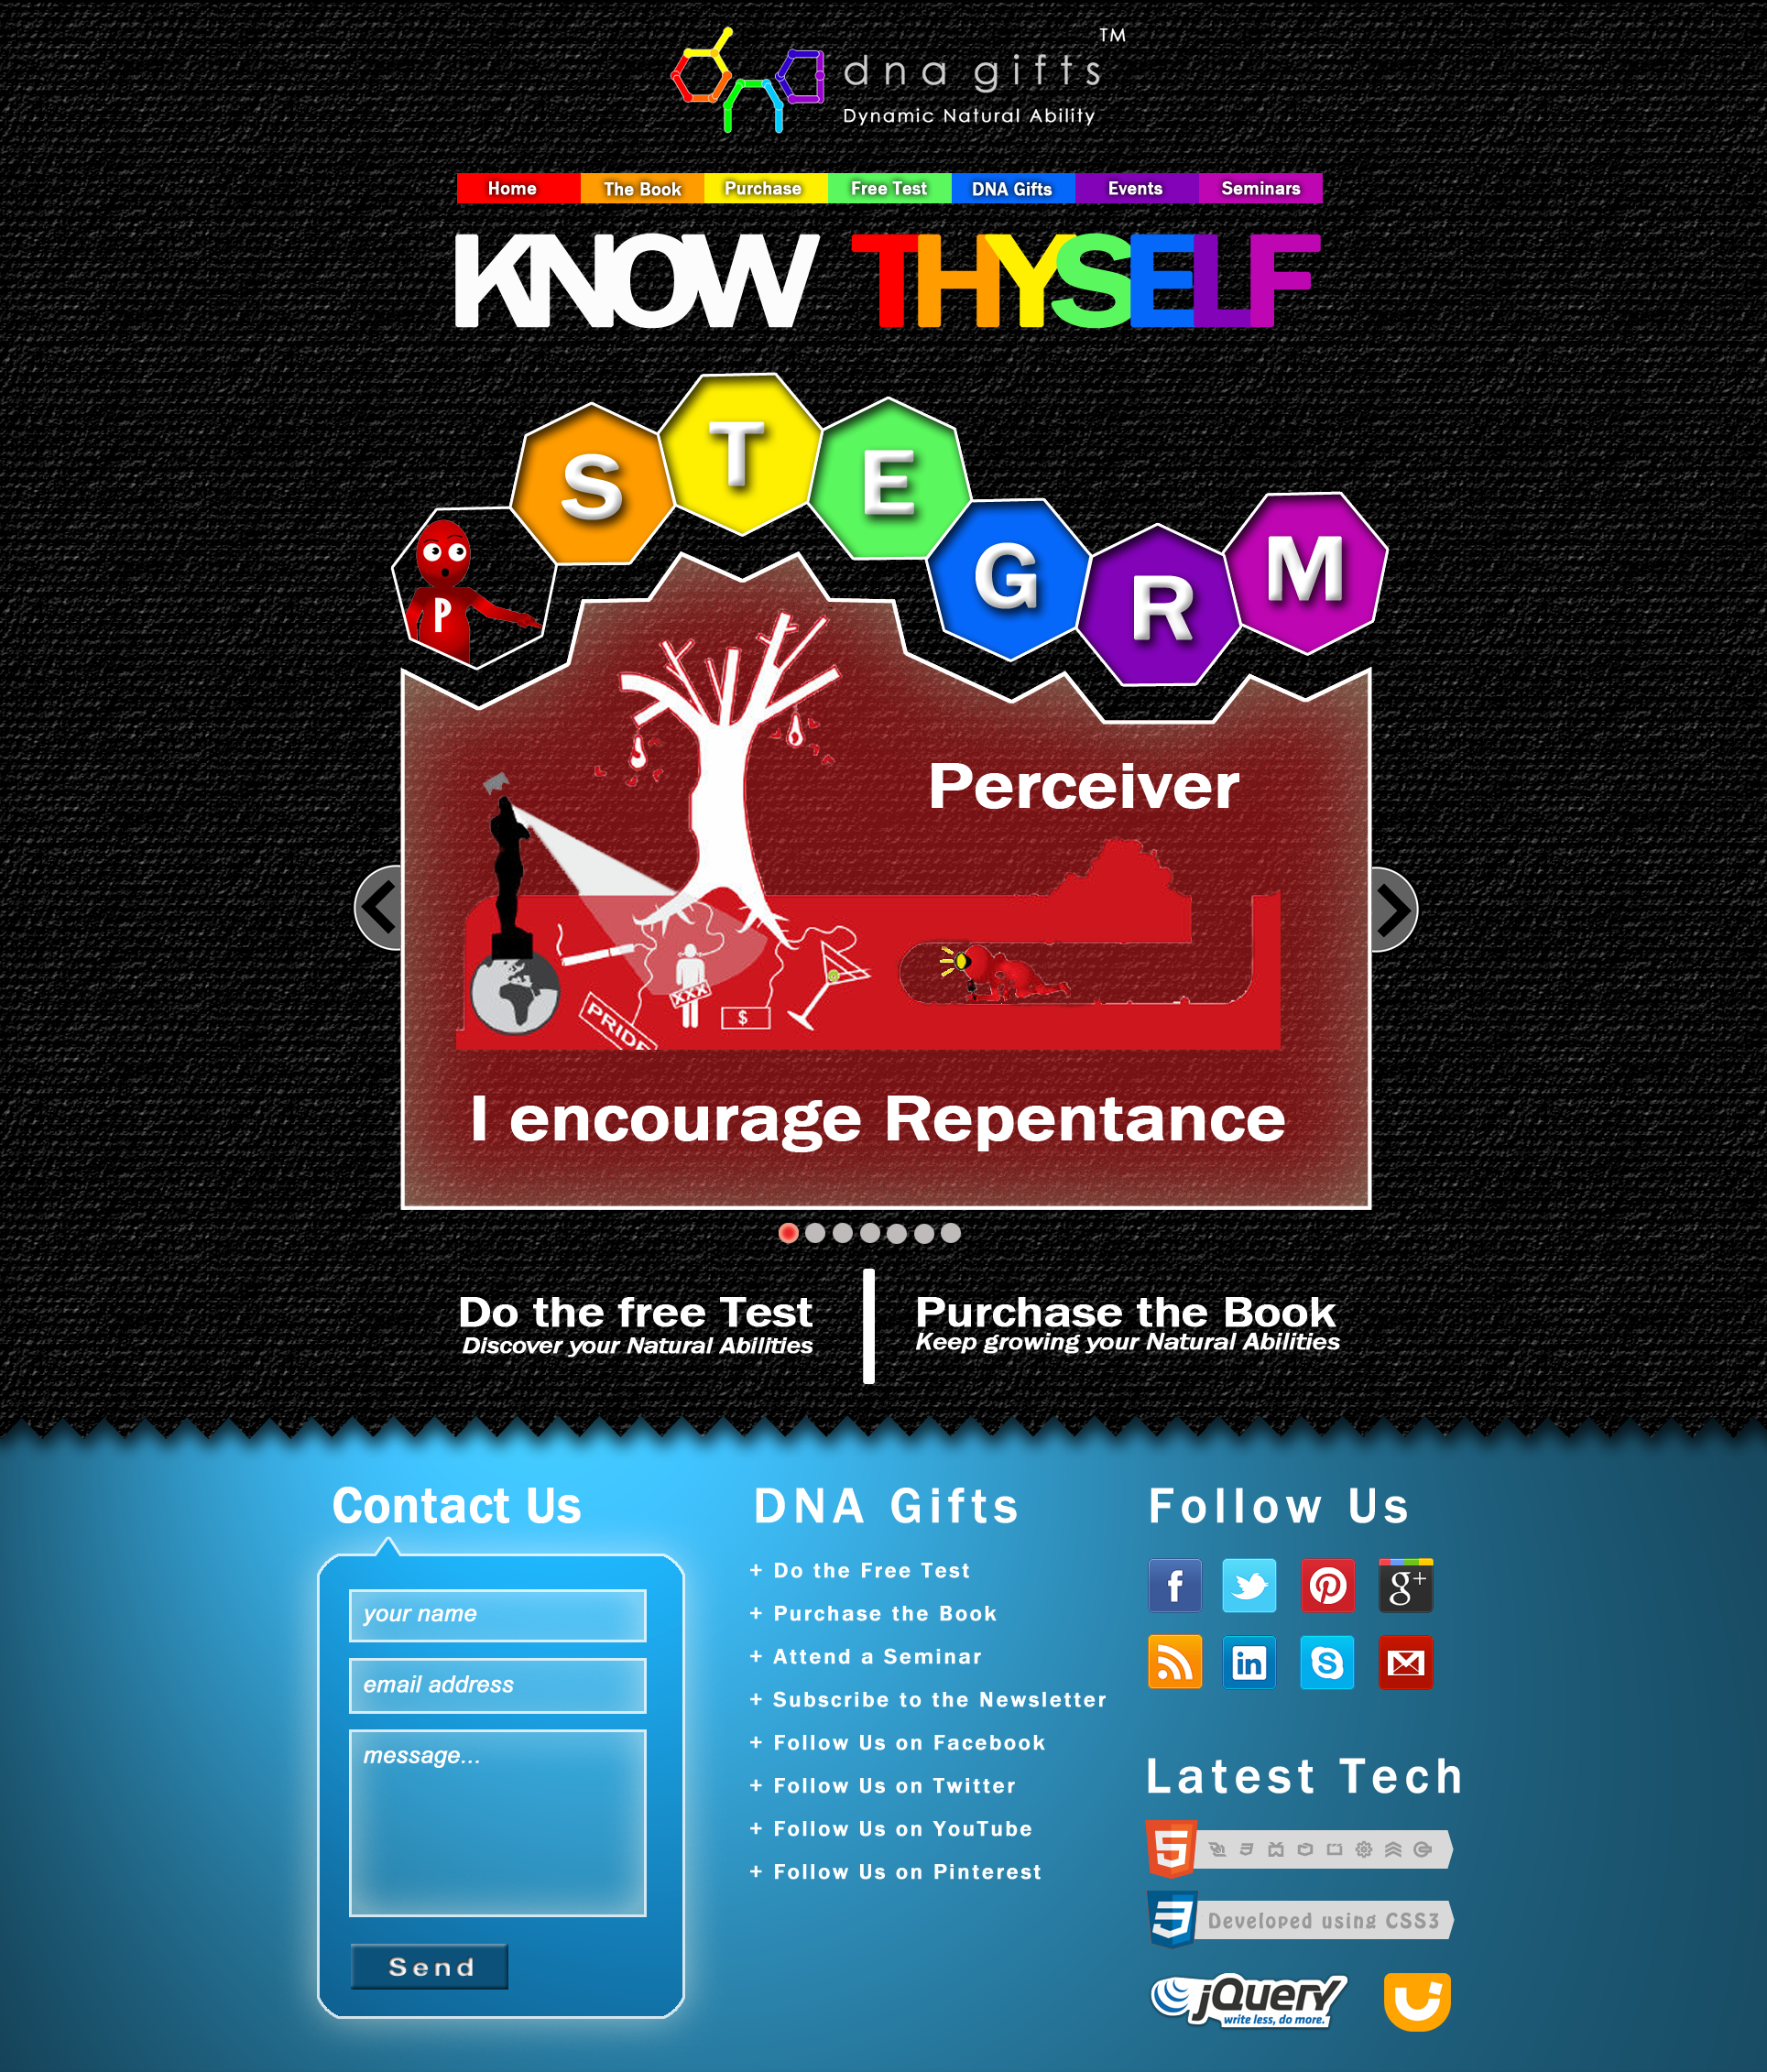 dna gifts™
Dynamic Natural Ability
Home The Book Purchase Free Test DNA Gifts Events Seminars
KNOW THYSELF
P S T E G R M
Perceiver
XXX
$
PRIDE
I encourage Repentance
Do the free Test
Discover your Natural Abilities
Purchase the Book
Keep growing your Natural Abilities
Contact Us
your name
email address
message...
Send
DNA Gifts
+ Do the Free Test
+ Purchase the Book
+ Attend a Seminar
+ Subscribe to the Newsletter
+ Follow Us on Facebook
+ Follow Us on Twitter
+ Follow Us on YouTube
+ Follow Us on Pinterest
Follow Us
f
g+
in
S
Latest Tech
5
3
Developed using CSS3
jQuery
write less, do more.